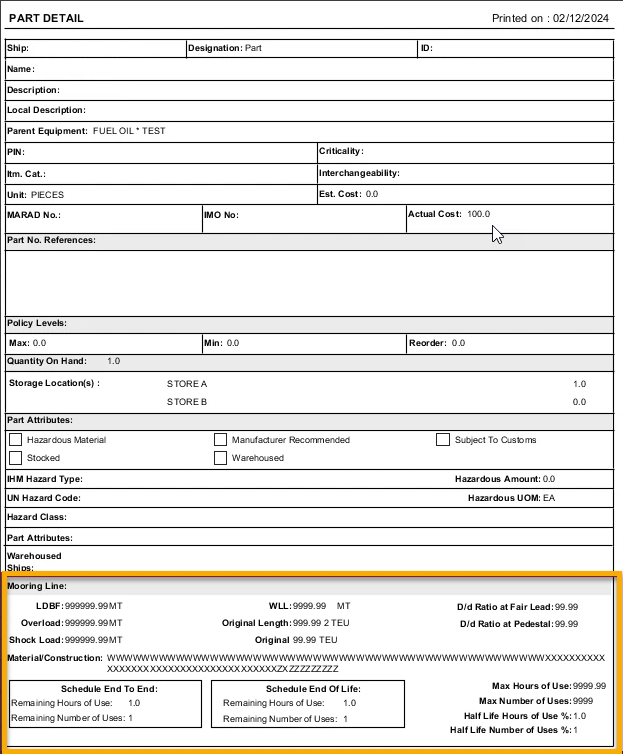 PART DETAIL Printed on : 02/12/2024
Ship: Designation: Part ID:
Name:
Description:
Local Description:
Parent Equipment: FUEL OIL * TEST
PIN: Criticality:
Itm. Cat.: Interchangeability:
Unit: PIECES Est. Cost: 0.0
MARAD No.: IMO No: Actual Cost: 100.0
Part No. References:
Policy Levels:
Max: 0.0 Min: 0.0 Reorder: 0.0
Quantity On Hand: 1.0
Storage Location(s) : STORE A 1.0
STORE B 0.0
Part Attributes:
Hazardous Material Manufacturer Recommended Subject To Customs
Stocked Warehoused
IHM Hazard Type: Hazardous Amount: 0.0
UN Hazard Code: Hazardous UOM: EA
Hazard Class:
Part Attributes:
Warehoused
Ships:
Mooring Line:
LDBF: 999999.99 MT WLL: 9999.99 MT D/d Ratio at Fair Lead: 99.99
Overload: 999999.99 MT Original Length: 999.99 2 TEU D/d Ratio at Pedestal: 99.99
Shock Load: 999999.99 MT Original 99.99 TEU
Material/Construction:
Schedule End To End: Schedule End Of Life: Max Hours of Use: 9999.99
Remaining Hours of Use: 1.0 Remaining Hours of Use: 1.0 Max Number of Uses: 9999
Remaining Number of Uses: 1 Remaining Number of Uses: 1 Half Life Hours of Use %: 1.0
Half Life Number of Uses %: 1